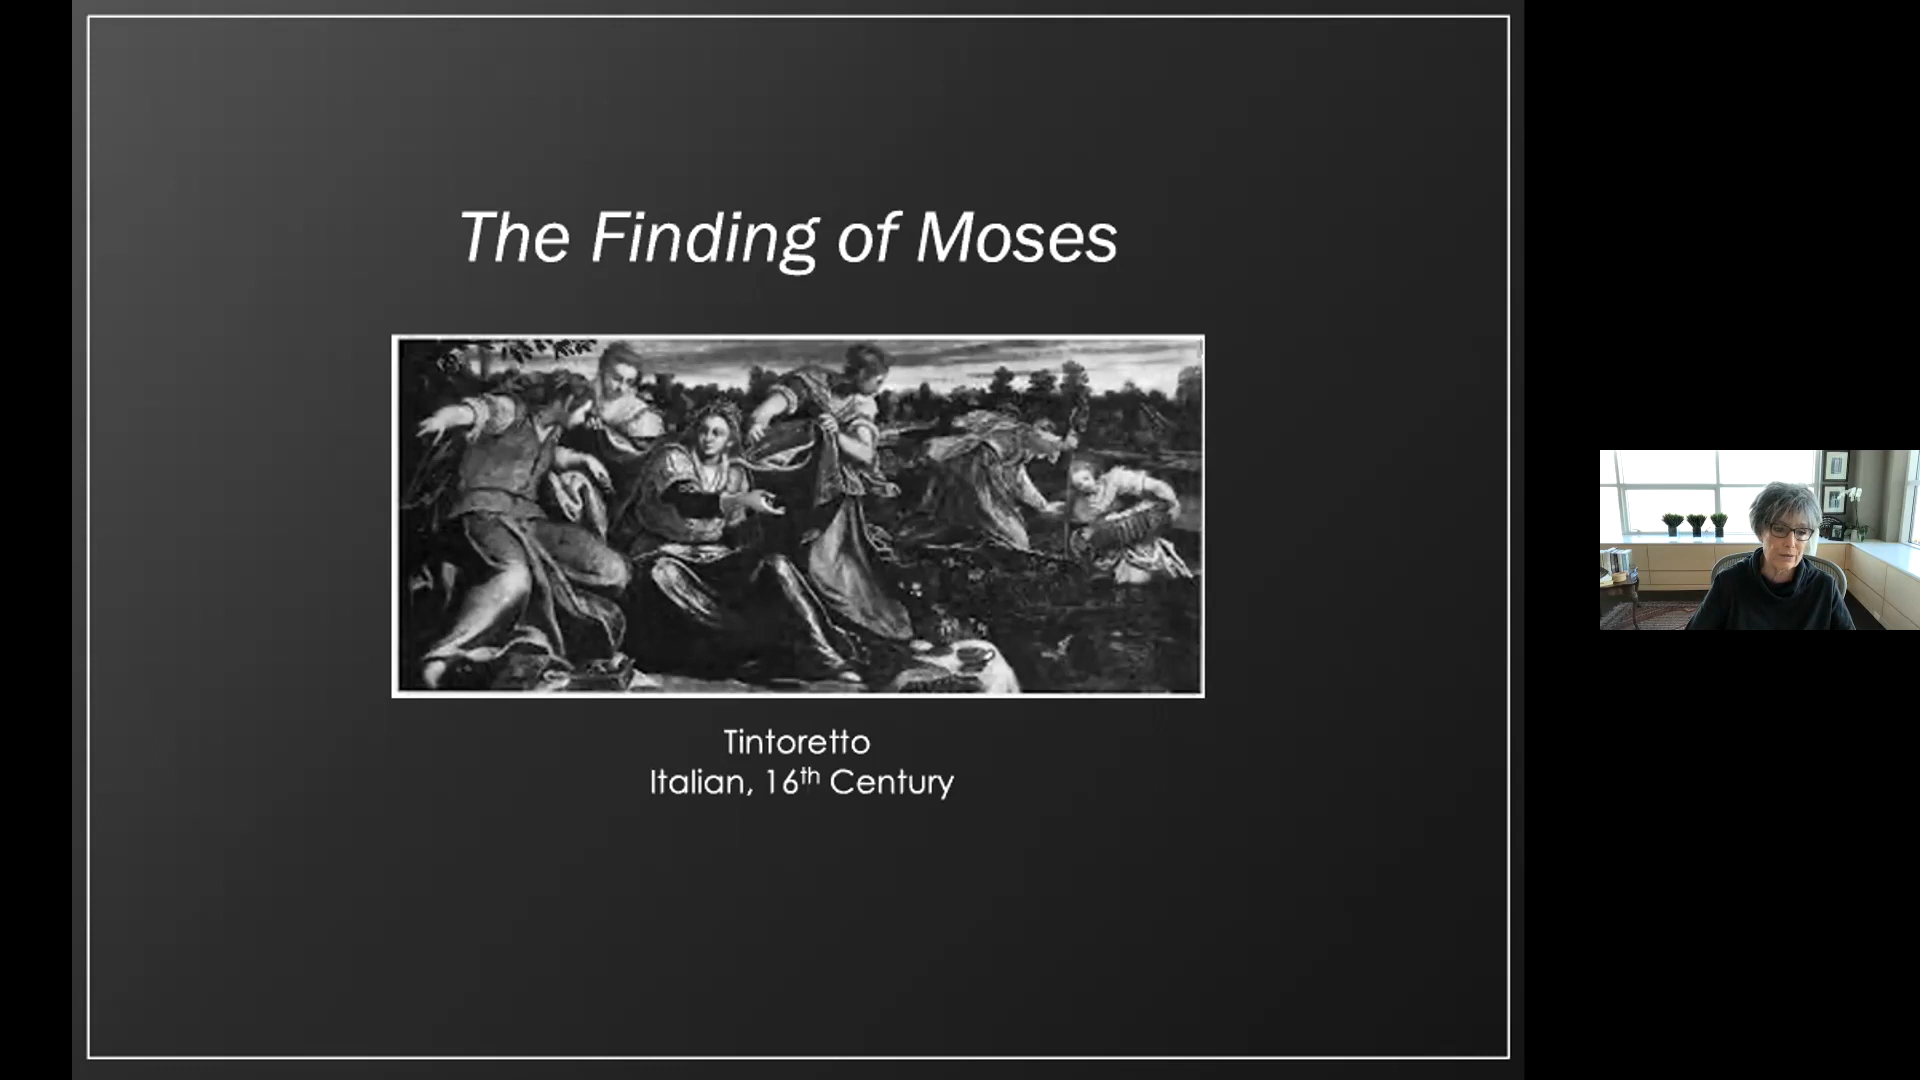 The Finding of Moses
Tintoretto
Italian, 16th Century